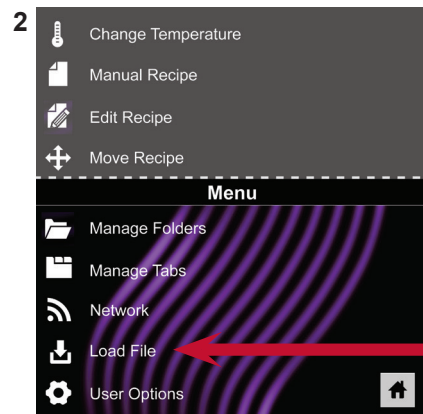 2
Change Temperature
Manual Recipe
Edit Recipe
Move Recipe
Menu
Manage Folders
Manage Tabs
Network
Load File
User Options